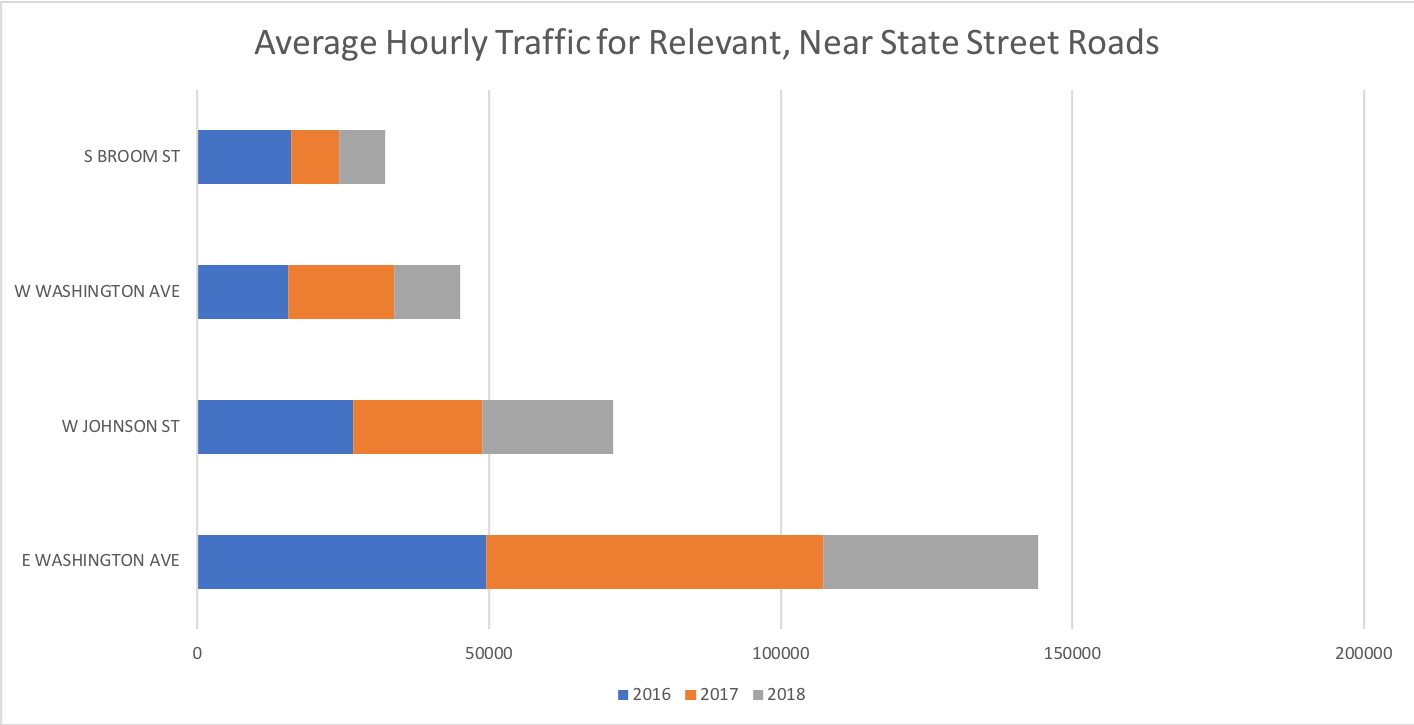 Average Hourly Traffic for Relevant, Near State Street Roads
S BROOM ST
W WASHINGTON AVE
W JOHNSON ST
E WASHINGTON AVE
0 50000 100000 150000 200000
2016 2017 2018